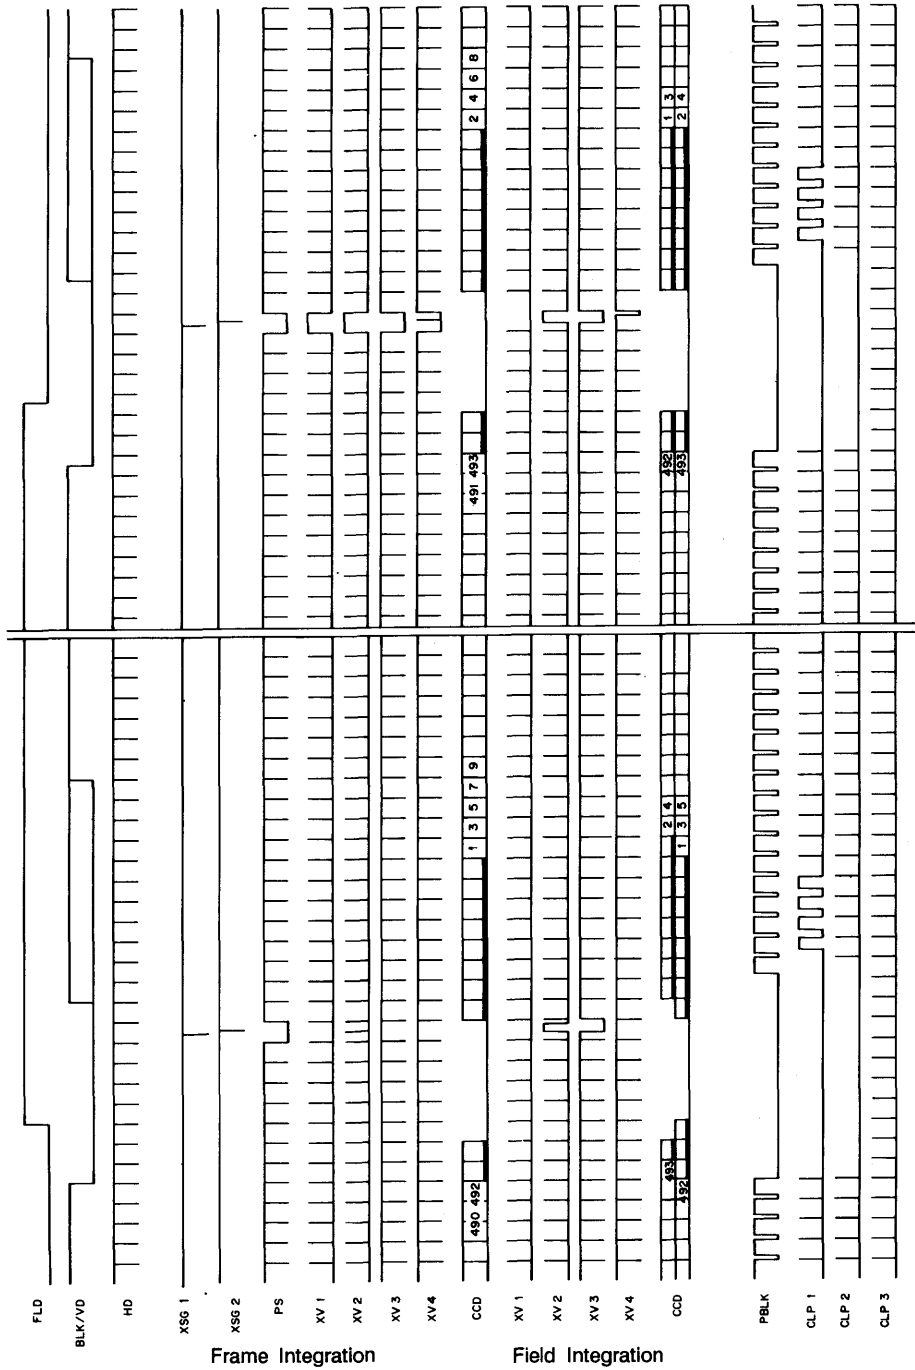 FLD
BLK/VD
HD
XSG 1
XSG 2
PS
XV 1
XV 2
XV 3
XV 4
CCD
490 492
1 3 5 7 9
491 493
2 4 6 8
XV 1
XV 2
XV 3
XV 4
CCD
493
2 4
492
1 3 5
492
1 3
493
2 4
PBLK
CLP 1
CLP 2
CLP 3
Frame Integration
Field Integration